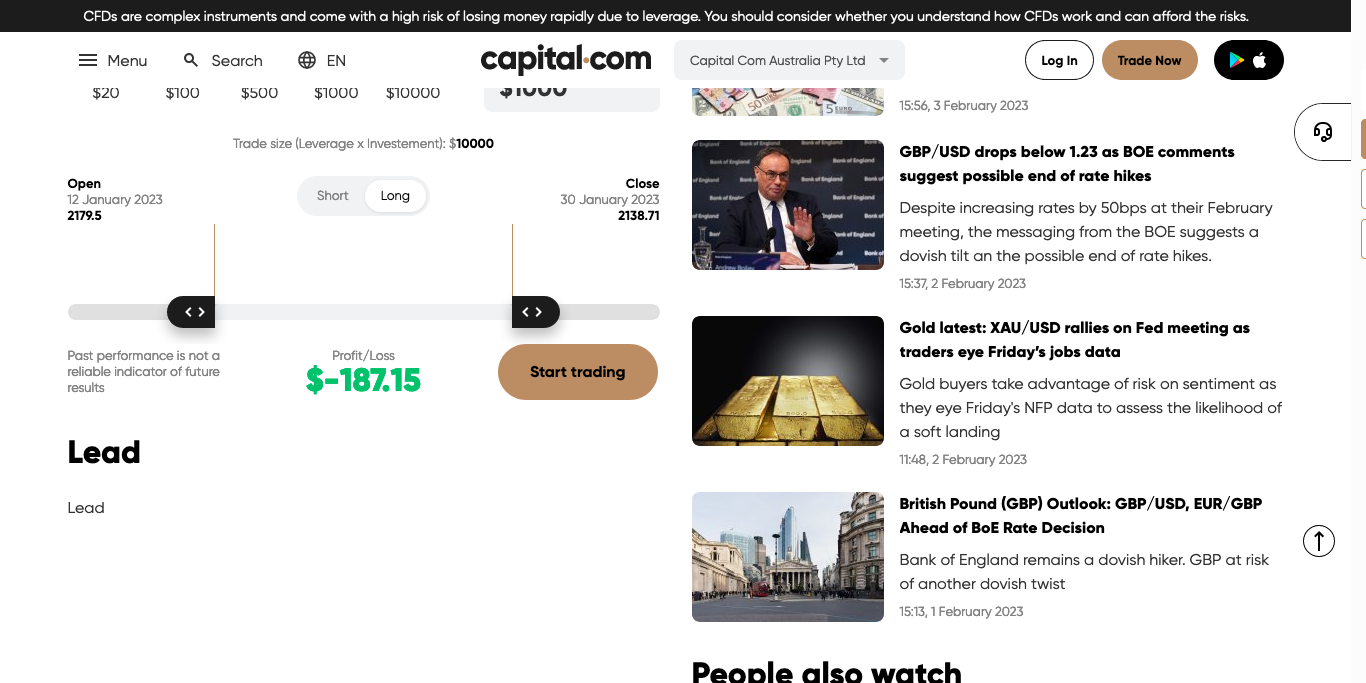 CFDs are complex instruments and come with a high risk of losing money rapidly due to leverage. You should consider whether you understand how CFDs work and can afford the risks.
Menu
Search
EN
capital.com
Capital Com Australia Pty Ltd
Log In
Trade Now
$20
$100
$500
$1000
$10000
$1000
Trade size (Leverage x Investement): $10000
Open
12 January 2023
2179.5
Short
Long
Close
30 January 2023
2138.71
Past performance is not a
reliable indicator of future
results
Profit/Loss
$-187.15
Start trading
Lead
Lead
15:56, 3 February 2023
GBP/USD drops below 1.23 as BOE comments
suggest possible end of rate hikes
Despite increasing rates by 50bps at their February
meeting, the messaging from the BOE suggests a
dovish tilt an the possible end of rate hikes.
15:37, 2 February 2023
Gold latest: XAU/USD rallies on Fed meeting as
traders eye Friday’s jobs data
Gold buyers take advantage of risk on sentiment as
they eye Friday's NFP data to assess the likelihood of
a soft landing
11:48, 2 February 2023
British Pound (GBP) Outlook: GBP/USD, EUR/GBP
Ahead of BoE Rate Decision
Bank of England remains a dovish hiker. GBP at risk
of another dovish twist
15:13, 1 February 2023
People also watch